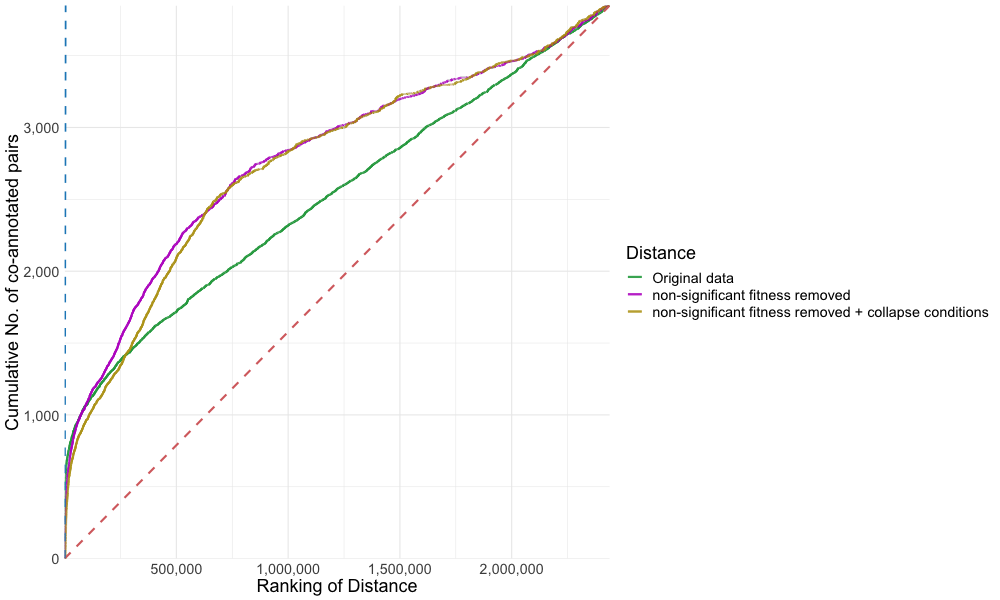 Cumulative No. of co-annotated pairs
3,000
2,000
1,000
0
500,000
1,000,000
1,500,000
2,000,000
Ranking of Distance
Distance
Original data
non-significant fitness removed
non-significant fitness removed + collapse conditions